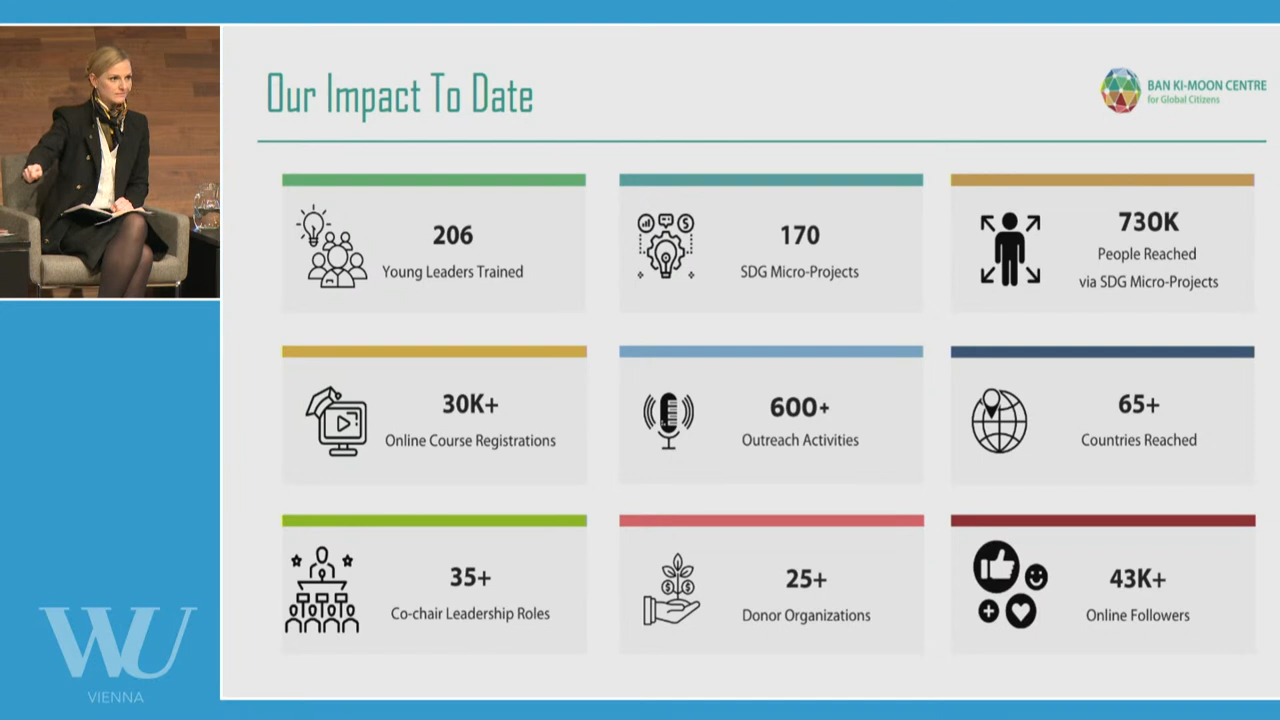 Our Impact To Date
BAN KI-MOON CENTRE
for Global Citizens
206
Young Leaders Trained
170
SDG Micro-Projects
730K
People Reached
via SDG Micro-Projects
30K+
Online Course Registrations
600+
Outreach Activities
65+
Countries Reached
35+
Co-chair Leadership Roles
25+
Donor Organizations
43K+
Online Followers
WU
VIENNA